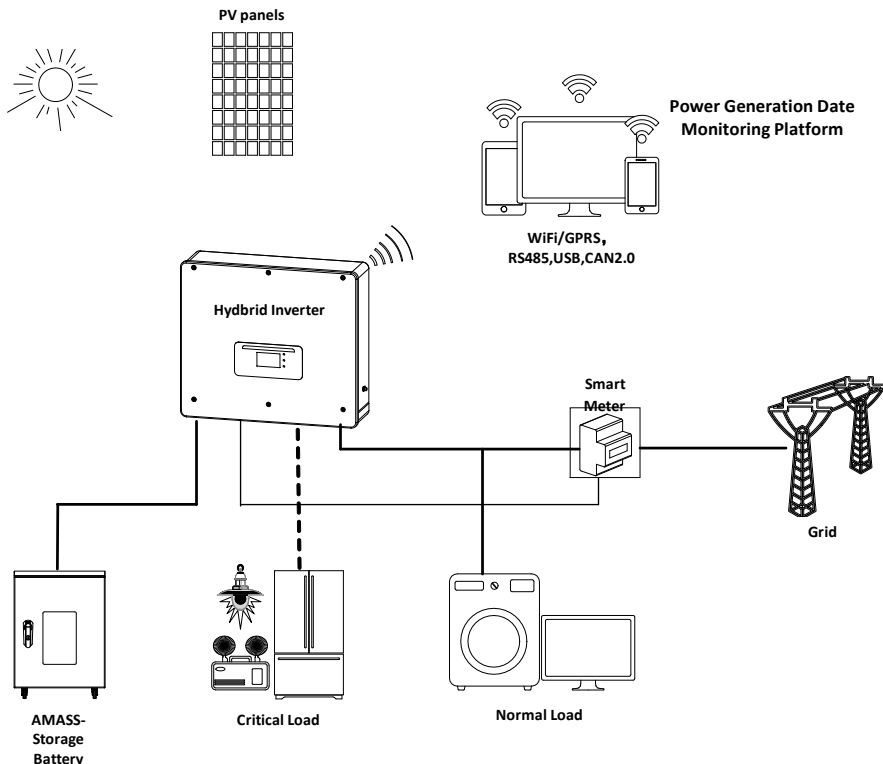 PV panels
Power Generation Date
Monitoring Platform
WiFi/GPRS，
RS485,USB,CAN2.0
Hydbrid Inverter
Smart
Meter
Grid
AMASS-
Storage
Battery
Critical Load
Normal Load